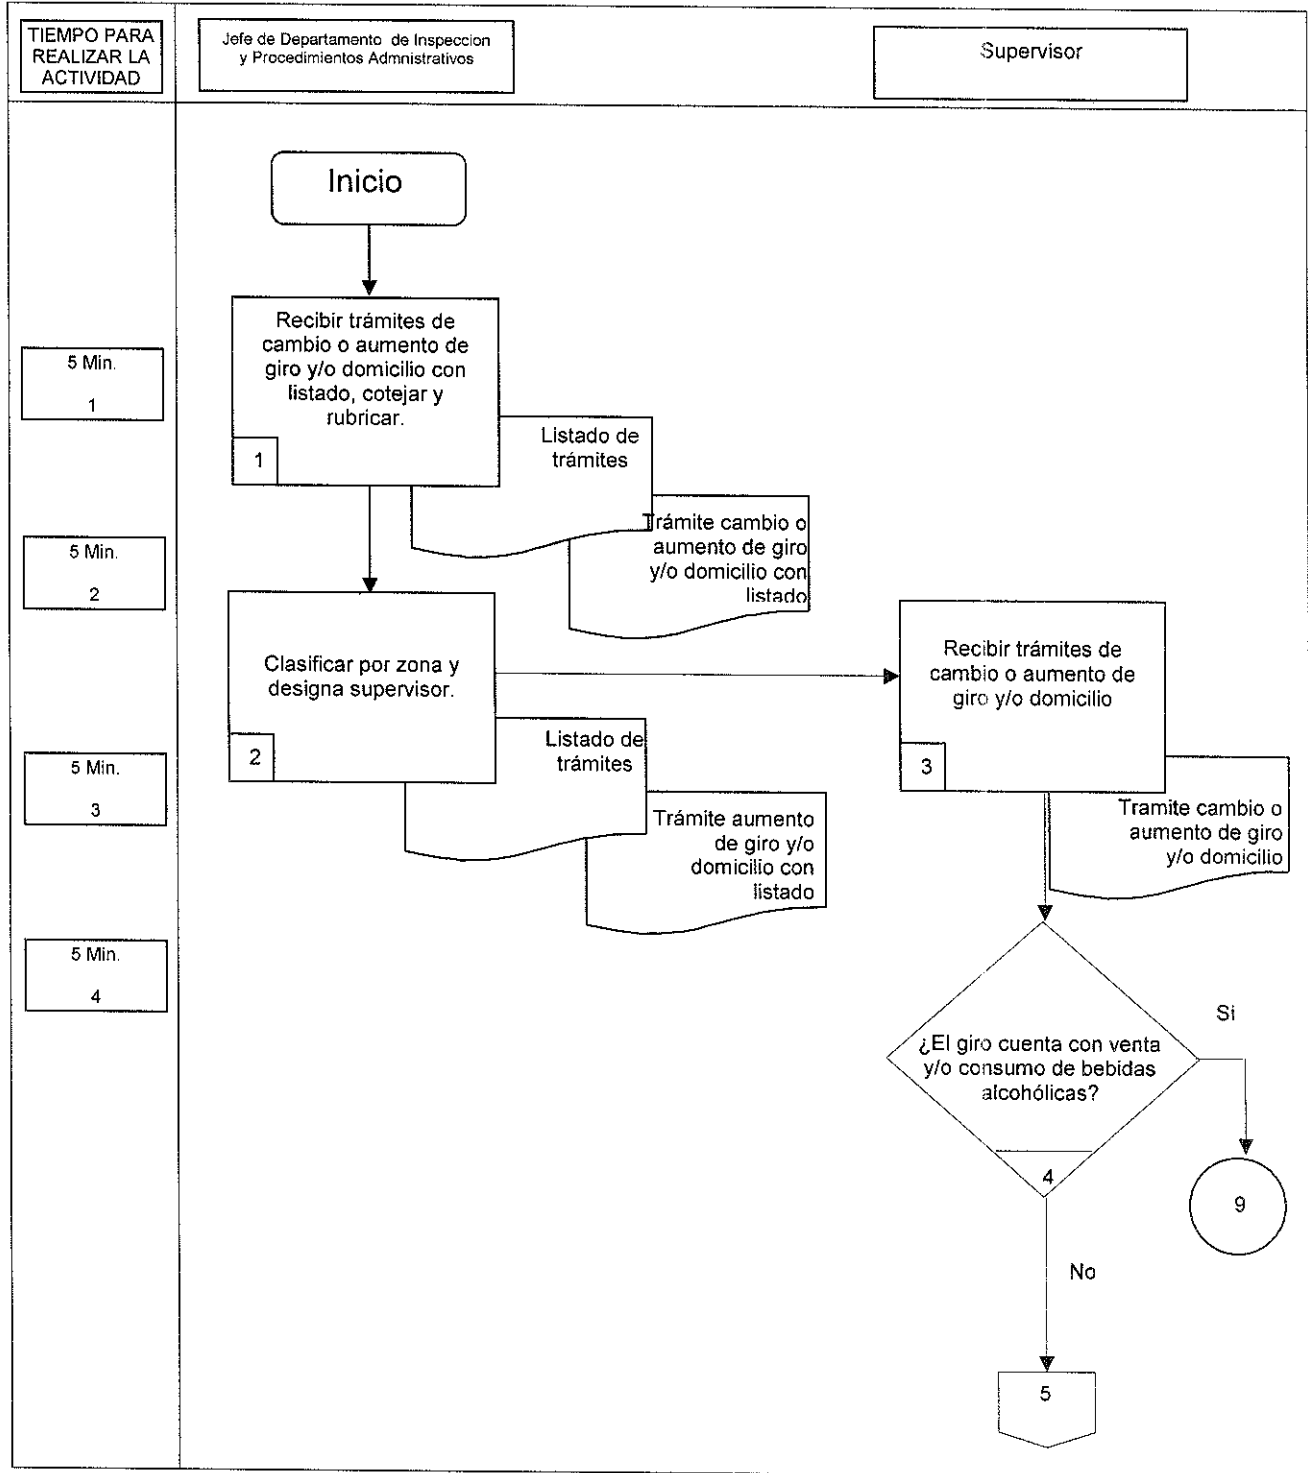 TIEMPO PARA
REALIZAR LA
ACTIVIDAD
Jefe de Departamento de Inspeccion
y Procedimientos Admnistrativos
Supervisor
Inicio
Recibir trámites de
cambio o aumento de
giro y/o domicilio con
listado, cotejar y
rubricar.
1
5 Min.
1
Listado de
trámites
Trámite cambio o
aumento de giro
y/o domicilio con
listado
5 Min.
2
Clasificar por zona y
designa supervisor.
2
Listado de
trámites
Trámite aumento
de giro y/o
domicilio con
listado
Recibir trámites de
cambio o aumento de
giro y/o domicilio
3
Tramite cambio o
aumento de giro
y/o domicilio
5 Min.
3
5 Min.
4
¿El giro cuenta con venta
y/o consumo de bebidas
alcohólicas?
4
Si
9
No
5